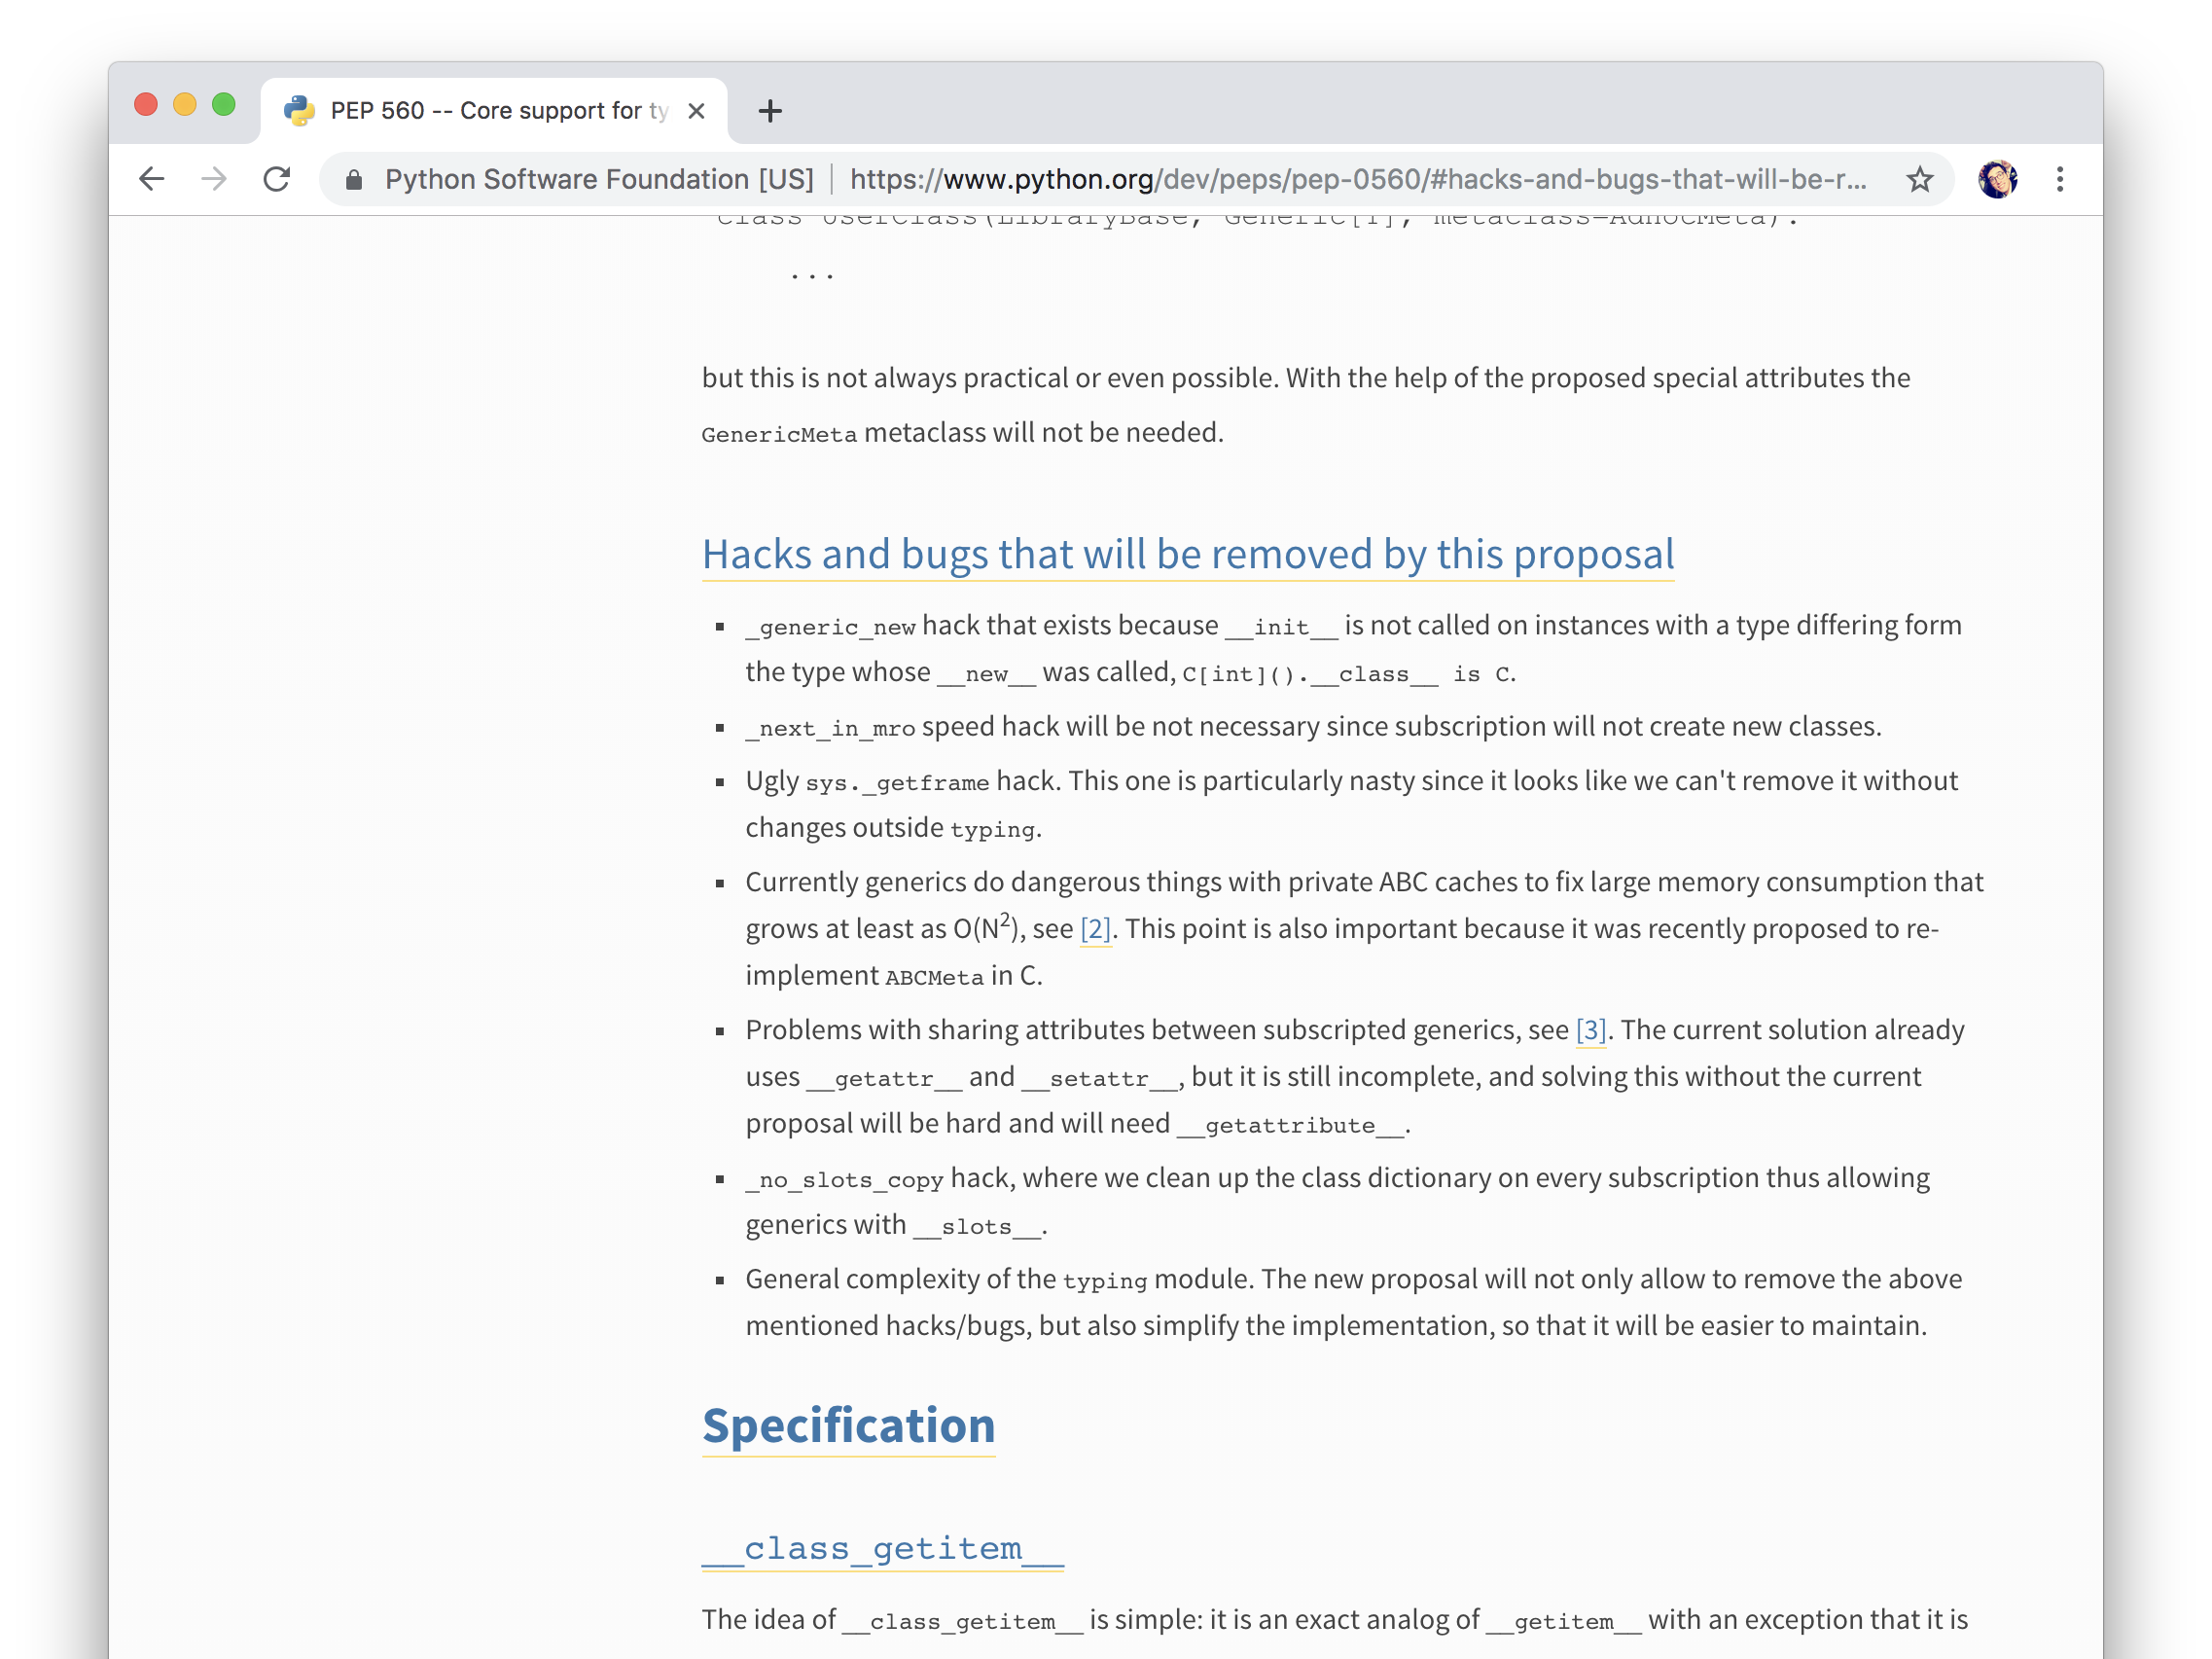 PEP 560 -- Core support for ty
Python Software Foundation [US] | https://www.python.org/dev/peps/pep-0560/#hacks-and-bugs-that-will-be-r...
class UserClass(LibraryBase, Generic[T], metaclass=AdHocMeta):
...
but this is not always practical or even possible. With the help of the proposed special attributes the
GenericMeta metaclass will not be needed.
Hacks and bugs that will be removed by this proposal
▪ _generic_new hack that exists because __init__ is not called on instances with a type differing form
the type whose __new__ was called, C[int]().__class__ is C.
▪ _next_in_mro speed hack will be not necessary since subscription will not create new classes.
▪ Ugly sys._getframe hack. This one is particularly nasty since it looks like we can't remove it without
changes outside typing.
▪ Currently generics do dangerous things with private ABC caches to fix large memory consumption that
grows at least as O(N²), see [2]. This point is also important because it was recently proposed to re-
implement ABCMeta in C.
▪ Problems with sharing attributes between subscripted generics, see [3]. The current solution already
uses __getattr__ and __setattr__, but it is still incomplete, and solving this without the current
proposal will be hard and will need __getattribute__.
▪ _no_slots_copy hack, where we clean up the class dictionary on every subscription thus allowing
generics with __slots__.
▪ General complexity of the typing module. The new proposal will not only allow to remove the above
mentioned hacks/bugs, but also simplify the implementation, so that it will be easier to maintain.
Specification
__class_getitem__
The idea of __class_getitem__ is simple: it is an exact analog of __getitem__ with an exception that it is